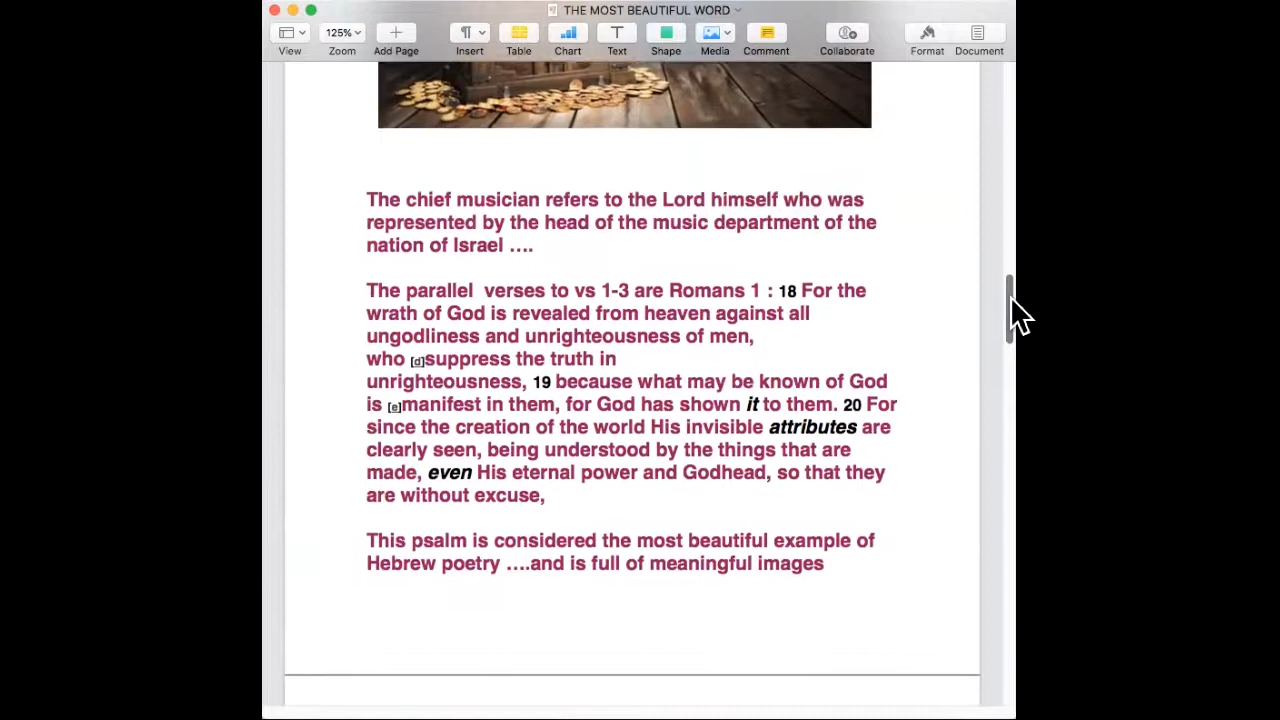 THE MOST BEAUTIFUL WORD
125%
View Zoom Add Page Insert Table Chart Text Shape Media Comment Collaborate Format Document
The chief musician refers to the Lord himself who was
represented by the head of the music department of the
nation of Israel ….
The parallel  verses to vs 1-3 are Romans 1 : 18 For the
wrath of God is revealed from heaven against all
ungodliness and unrighteousness of men,
who [d]suppress the truth in
unrighteousness, 19 because what may be known of God
is [e]manifest in them, for God has shown it to them. 20 For
since the creation of the world His invisible attributes are
clearly seen, being understood by the things that are
made, even His eternal power and Godhead, so that they
are without excuse,
This psalm is considered the most beautiful example of
Hebrew poetry ….and is full of meaningful images